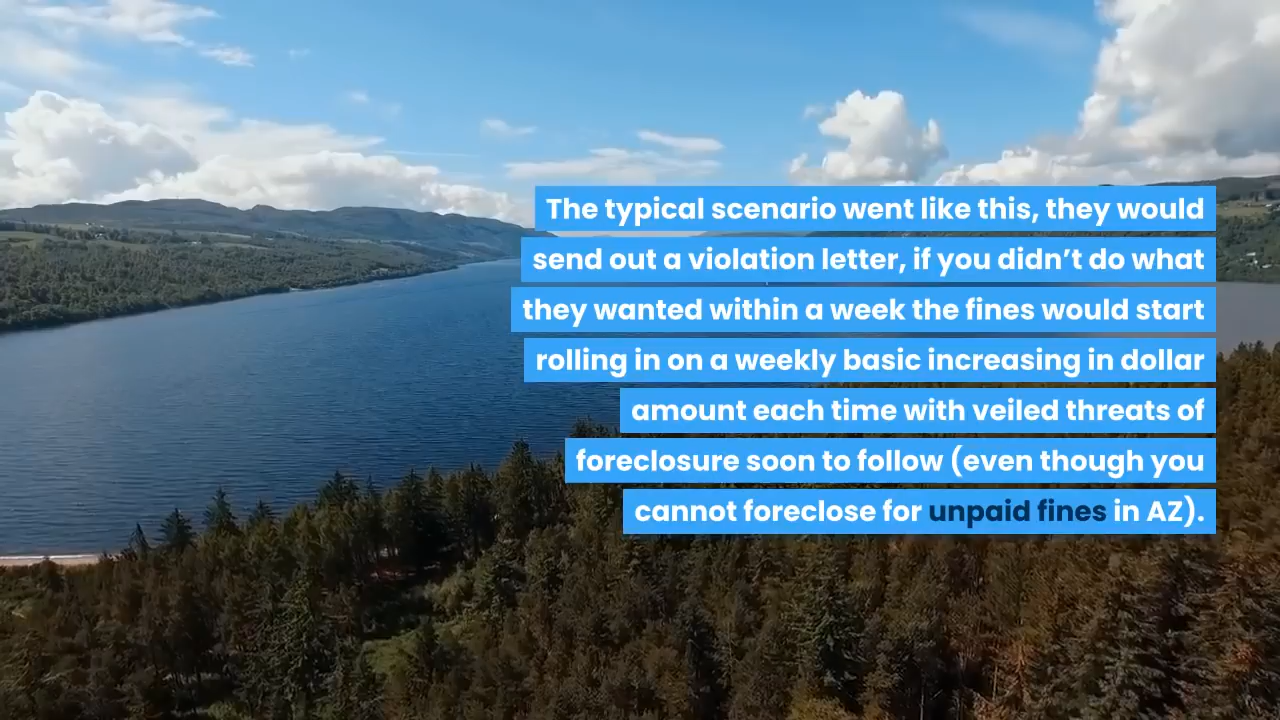 The typical scenario went like this, they would
send out a violation letter, if you didn’t do what
they wanted within a week the fines would start
rolling in on a weekly basic increasing in dollar
amount each time with veiled threats of
foreclosure soon to follow (even though you
cannot foreclose for unpaid fines in AZ).